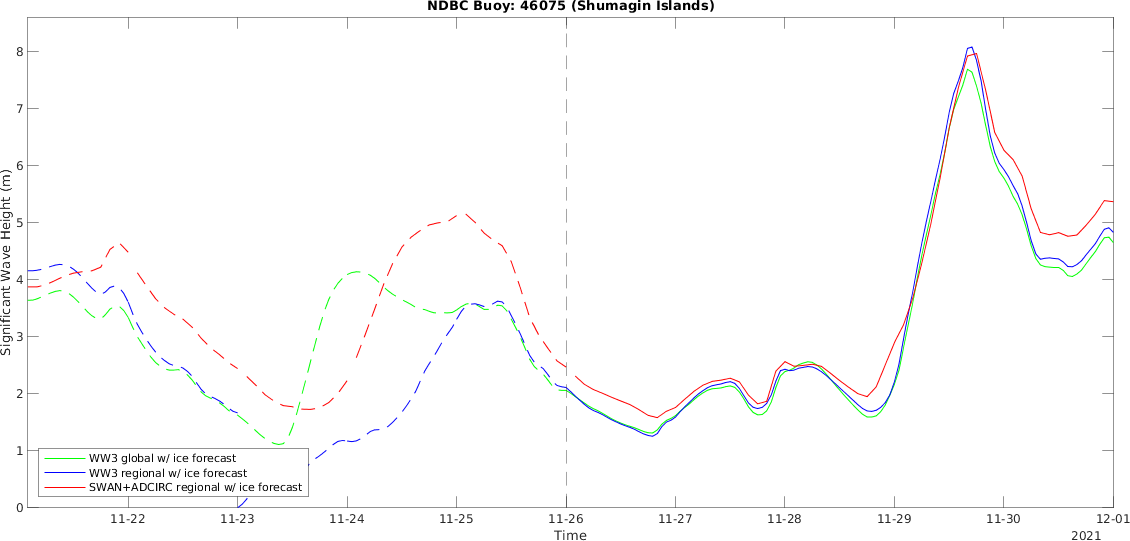 NDBC Buoy: 46075 (Shumagin Islands)
Significant Wave Height (m)
8
7
6
5
4
3
2
1
0
WW3 global w/ ice forecast
WW3 regional w/ ice forecast
SWAN+ADCIRC regional w/ ice forecast
11-22 11-23 11-24 11-25 11-26 11-27 11-28 11-29 11-30 12-01
Time
2021